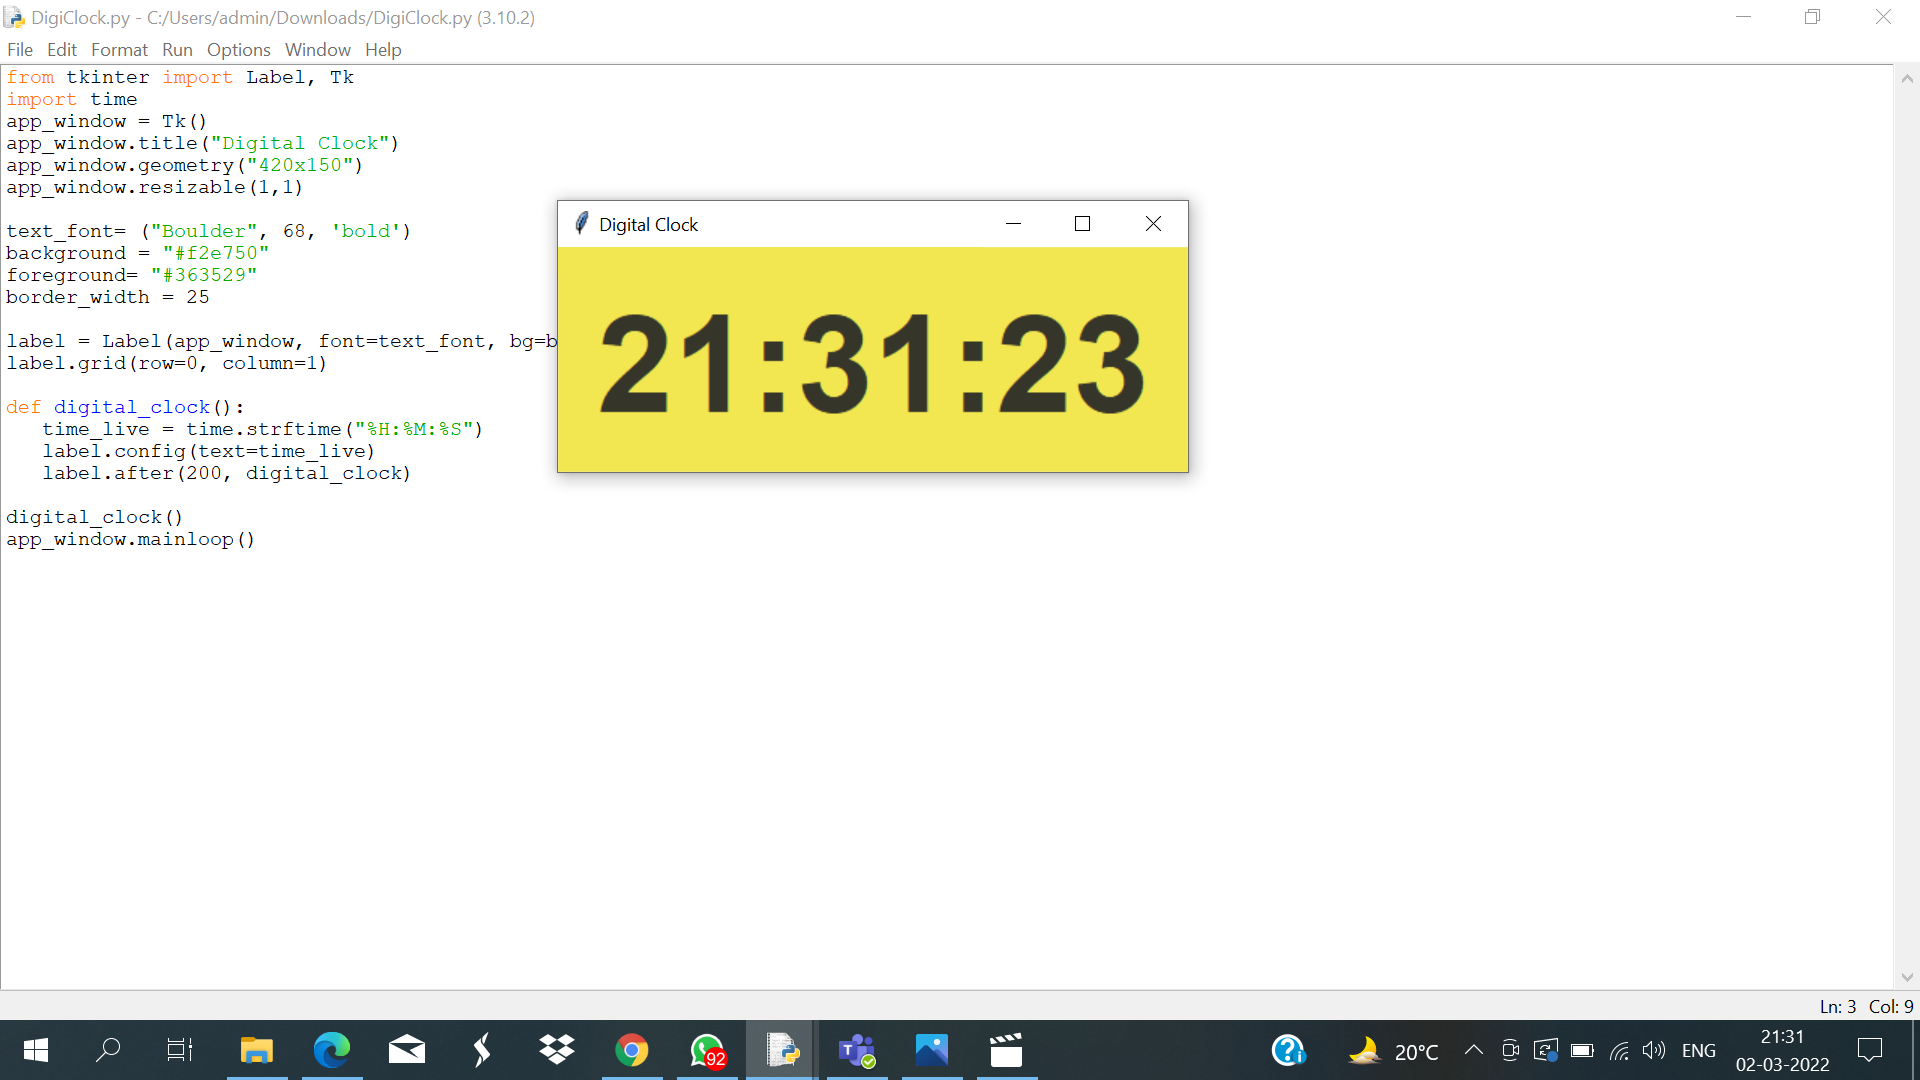 DigiClock.py - C:/Users/admin/Downloads/DigiClock.py (3.10.2)
File Edit Format Run Options Window Help
from tkinter import Label, Tk
import time
app_window = Tk()
app_window.title("Digital Clock")
app_window.geometry("420x150")
app_window.resizable(1,1)
text_font= ("Boulder", 68, 'bold')
background = "#f2e750"
foreground= "#363529"
border_width = 25
label = Label(app_window, font=text_font, bg=b
label.grid(row=0, column=1)
def digital_clock():
time_live = time.strftime("%H:%M:%S")
label.config(text=time_live)
label.after(200, digital_clock)
digital_clock()
app_window.mainloop()
Digital Clock
21:31:23
Ln: 3 Col: 9
92
20°C
ENG
21:31
02-03-2022